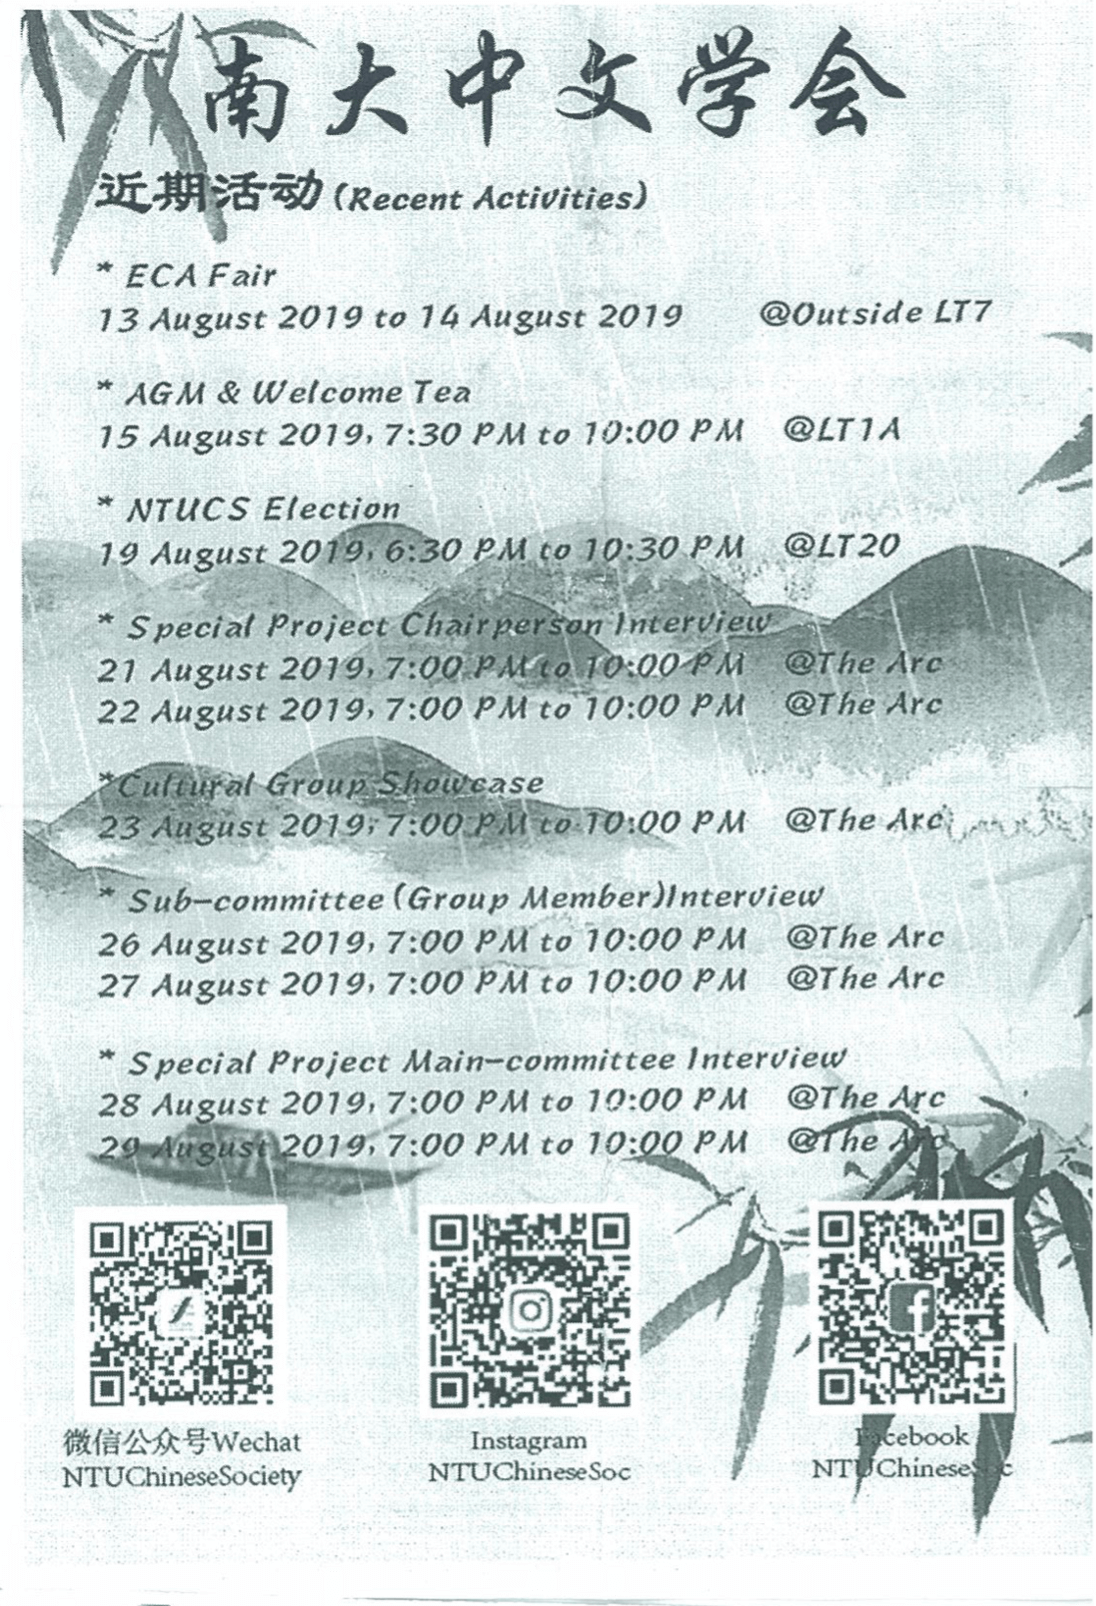 南大中文学会
近期活动 (Recent Activities)
* ECA Fair
13 August 2019 to 14 August 2019 @Outside LT7
* AGM & Welcome Tea
15 August 2019, 7:30 PM to 10:00 PM @LT1A
* NTUCS Election
19 August 2019, 6:30 PM to 10:30 PM @LT20
* Special Project Chairperson Interview
21 August 2019, 7:00 PM to 10:00 PM @The Arc
22 August 2019, 7:00 PM to 10:00 PM @The Arc
*Cultural Group Showcase
23 August 2019, 7:00 PM to 10:00 PM @The Arc
* Sub-committee (Group Member)Interview
26 August 2019, 7:00 PM to 10:00 PM @The Arc
27 August 2019, 7:00 PM to 10:00 PM @The Arc
* Special Project Main-committee Interview
28 August 2019, 7:00 PM to 10:00 PM @The Arc
29 August 2019, 7:00 PM to 10:00 PM @The Arc
微信公众号Wechat
NTUChineseSociety
Instagram
NTUChineseSoc
Facebook
NTUChineseSoc